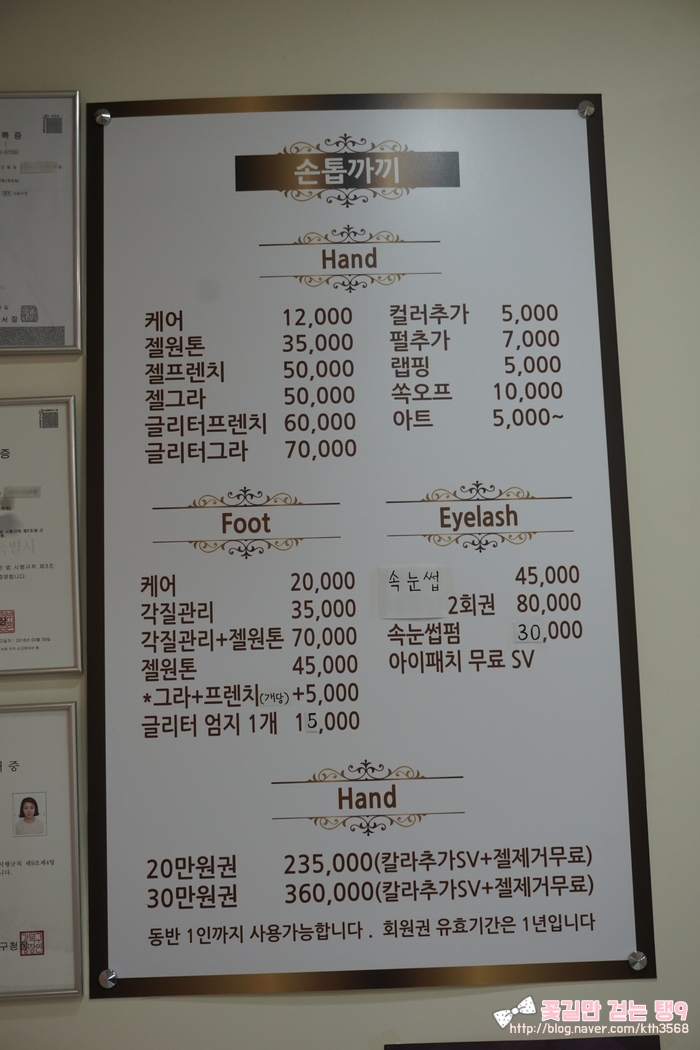 손톱까끼
Hand
케어 12,000
젤원톤 35,000
젤프렌치 50,000
젤그라 50,000
글리터프렌치 60,000
글리터그라 70,000
컬러추가 5,000
펄추가 7,000
랩핑 5,000
쏙오프 10,000
아트 5,000~
Foot
케어 20,000
각질관리 35,000
각질관리+젤원톤 70,000
젤원톤 45,000
*그라+프렌치(개당)+5,000
글리터 엄지 1개 15,000
Eyelash
속눈썹 45,000
2회권 80,000
속눈썹펌 30,000
아이패치 무료 SV
Hand
20만원권 235,000(칼라추가SV+젤제거무료)
30만원권 360,000(칼라추가SV+젤제거무료)
동반 1인까지 사용가능합니다 . 회원권 유효기간은 1년입니다
꽃길만 걷는 탱9
http://blog.naver.com/kth3568